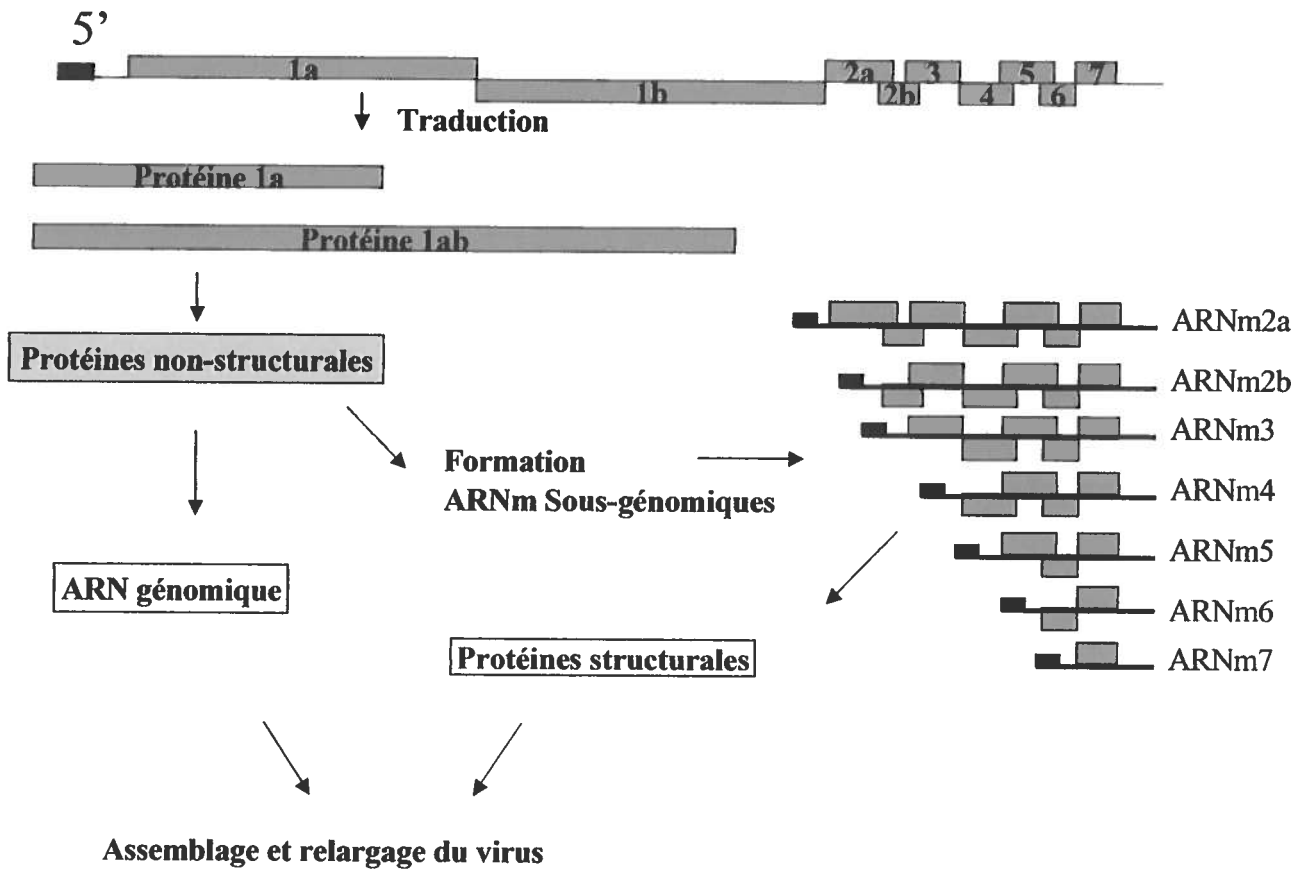 5’
1a
1b
2a
2b
3
4
5
6
7
Traduction
Protéine 1a
Protéine 1ab
Protéines non-structurales
Formation
ARNm Sous-génomiques
ARNm2a
ARNm2b
ARNm3
ARNm4
ARNm5
ARNm6
ARNm7
ARN génomique
Protéines structurales
Assemblage et relargage du virus